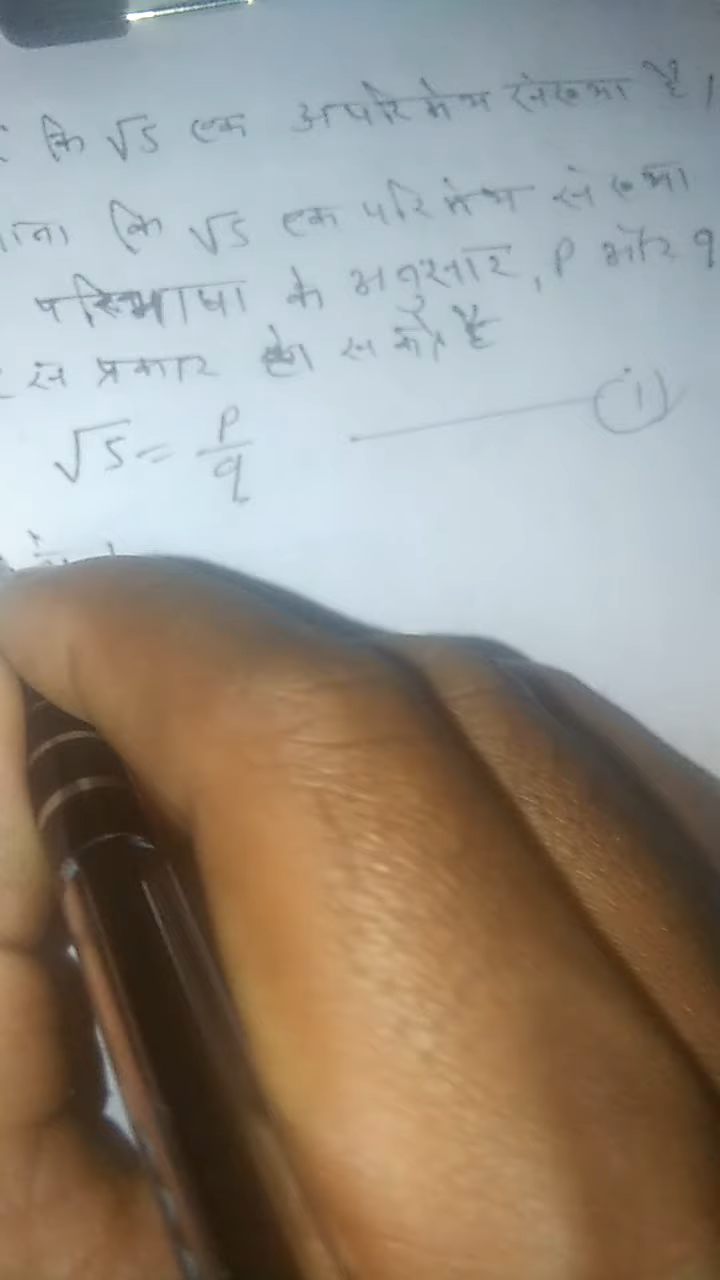 कि √5 एक अपरिमेय संख्या है।
माना कि √5 एक परिमेय संख्या
परिभाषा के अनुसार, P और q
इस प्रकार हो सकते है
√5 = P/q ——— (i)